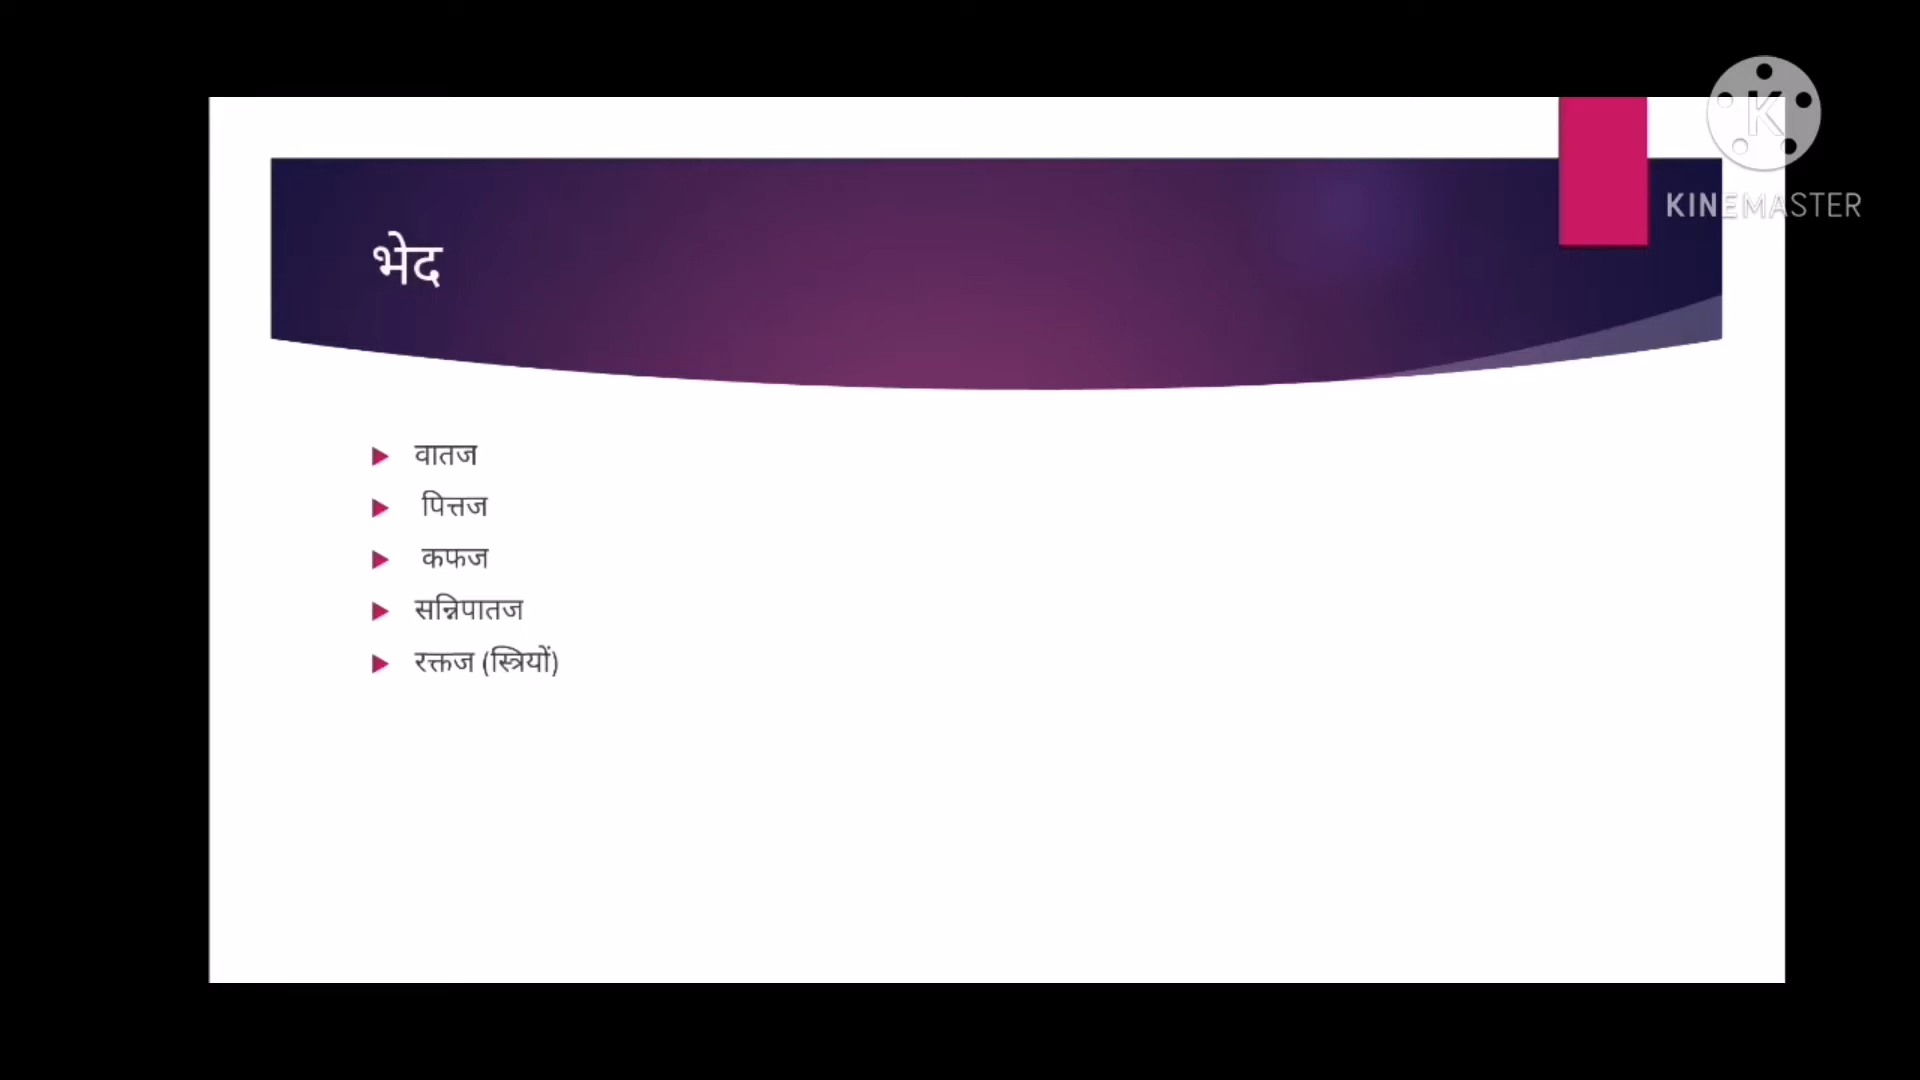 K
KINEMASTER
भेद
वातज
पित्तज
कफज
सन्निपातज
रक्तज (स्त्रियों)